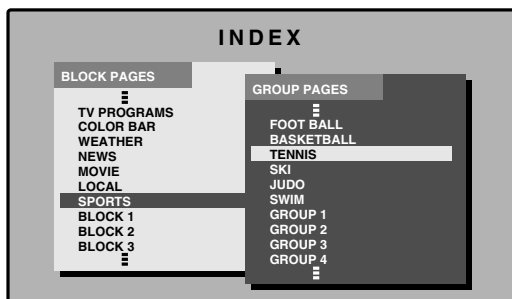 INDEX
BLOCK PAGES
TV PROGRAMS
COLOR BAR
WEATHER
NEWS
MOVIE
LOCAL
SPORTS
BLOCK 1
BLOCK 2
BLOCK 3
GROUP PAGES
FOOT BALL
BASKETBALL
TENNIS
SKI
JUDO
SWIM
GROUP 1
GROUP 2
GROUP 3
GROUP 4